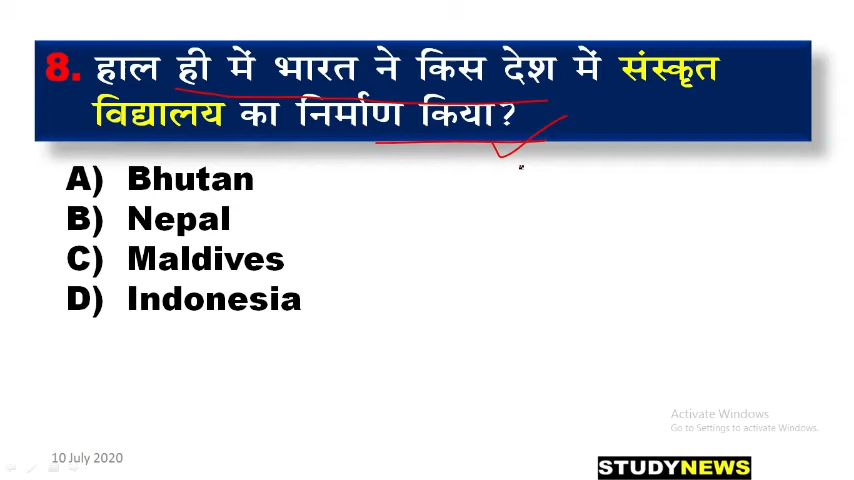 8. हाल ही में भारत ने किस देश में संस्कृत
विद्यालय का निर्माण किया?
A) Bhutan
B) Nepal
C) Maldives
D) Indonesia
Activate Windows
Go to Settings to activate Windows.
10 July 2020
STUDYNEWS